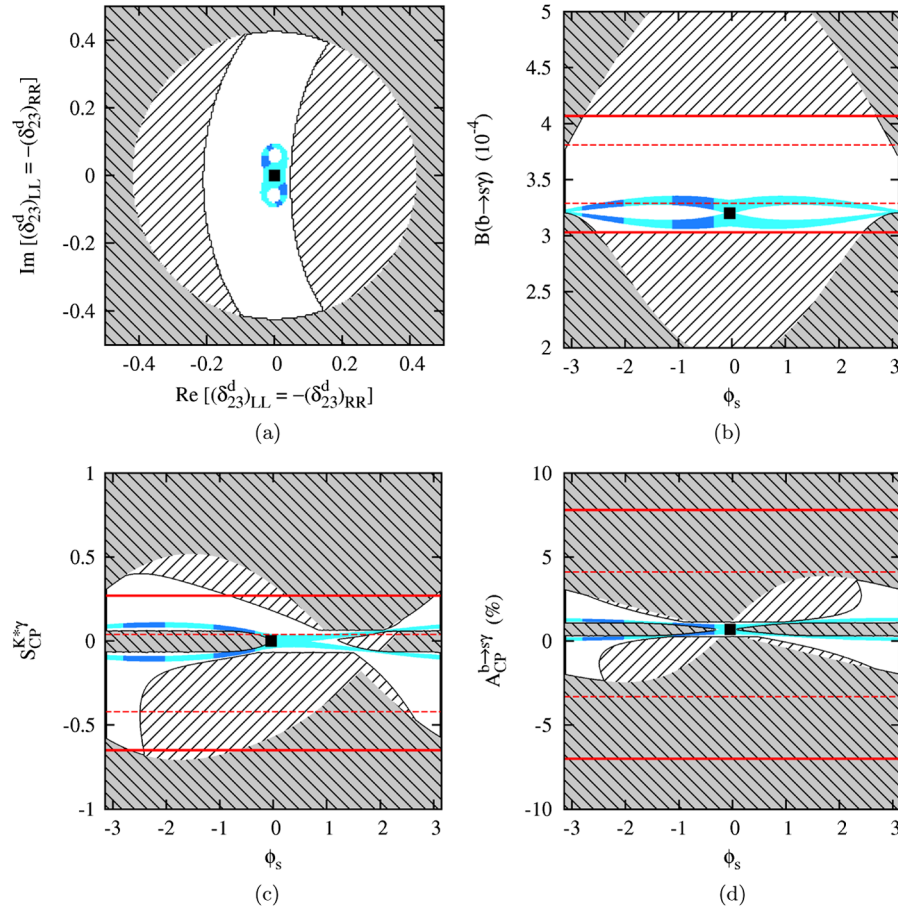 0.4
0.2
0
-0.2
-0.4
Im [(δ^d_23)_LL = -(δ^d_23)_RR]
-0.4 -0.2 0 0.2 0.4
Re [(δ^d_23)_LL = -(δ^d_23)_RR]
(a)
5
4.5
4
3.5
3
2.5
2
B(b→sγ) (10^-4)
-3 -2 -1 0 1 2 3
ϕ_s
(b)
1
0.5
0
-0.5
-1
S_CP^K*γ
-3 -2 -1 0 1 2 3
ϕ_s
(c)
10
5
0
-5
-10
A_CP^b→sγ (%)
-3 -2 -1 0 1 2 3
ϕ_s
(d)